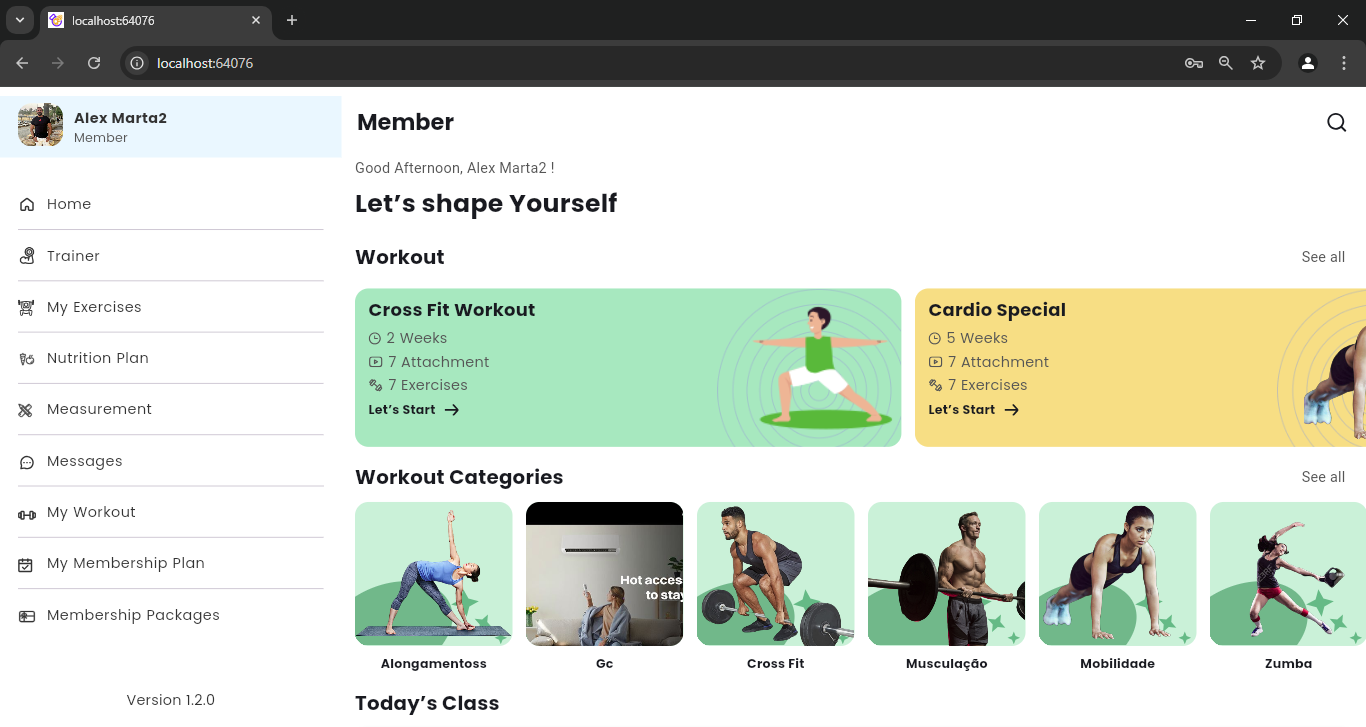 localhost:64076
localhost:64076
Alex Marta2
Member
Home
Trainer
My Exercises
Nutrition Plan
Measurement
Messages
My Workout
My Membership Plan
Membership Packages
Version 1.2.0
Member
Good Afternoon, Alex Marta2 !
Let’s shape Yourself
Workout
See all
Cross Fit Workout
2 Weeks
7 Attachment
7 Exercises
Let’s Start
Cardio Special
5 Weeks
7 Attachment
7 Exercises
Let’s Start
Workout Categories
See all
Hot acces
to stay
Alongamentoss
Gc
Cross Fit
Musculação
Mobilidade
Zumba
Today’s Class